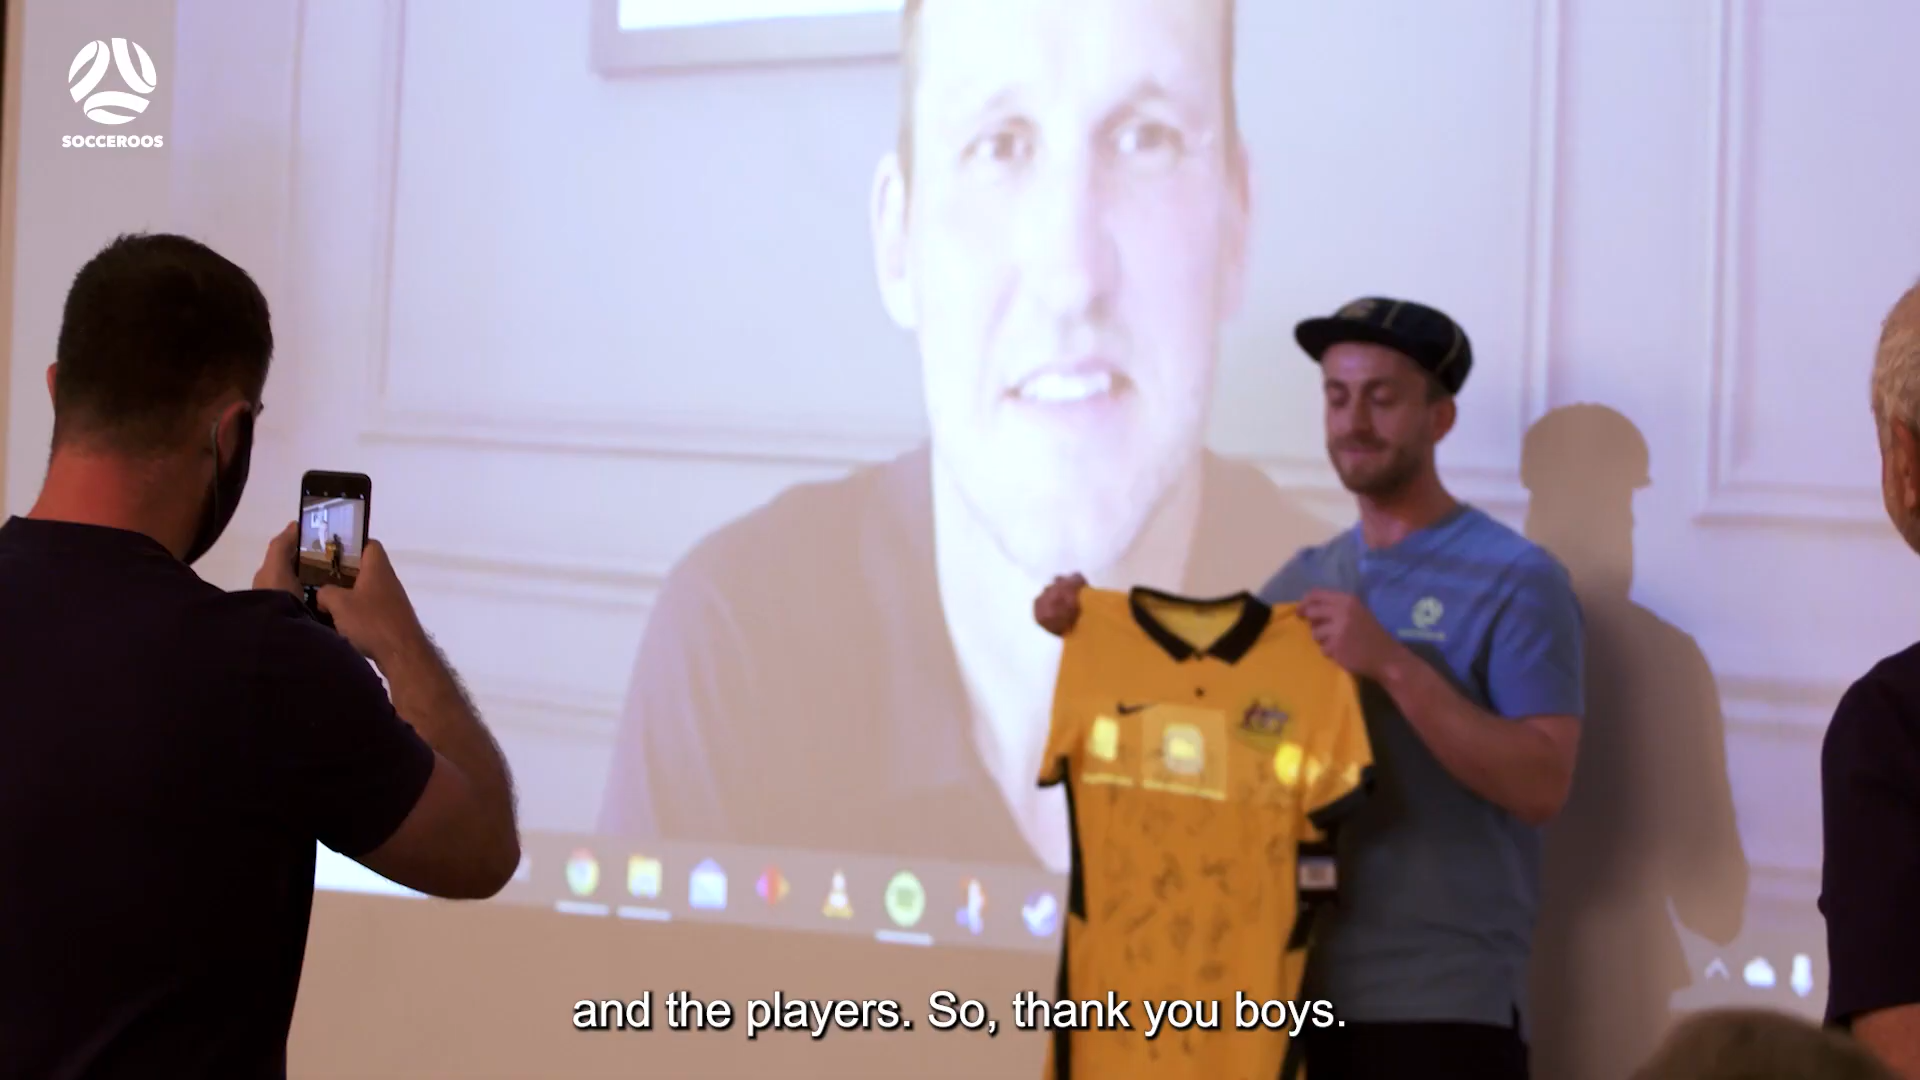 SOCCEROOS
and the players. So, thank you boys.